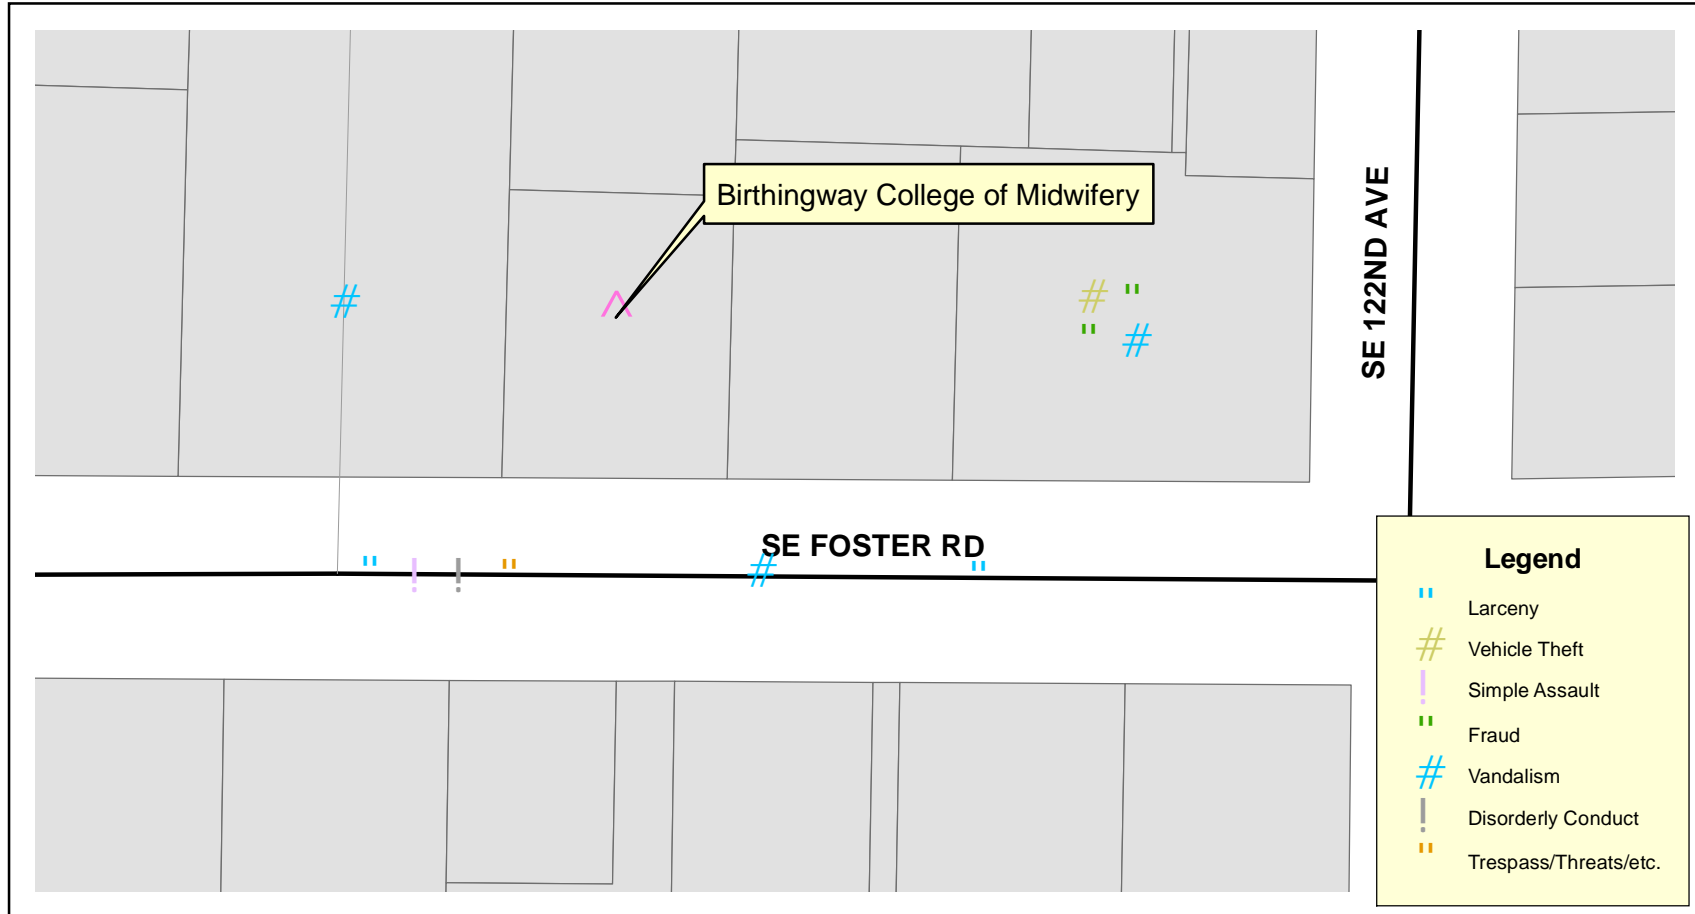 Birthingway College of Midwifery
SE 122ND AVE
SE FOSTER RD
Legend
" Larceny
# Vehicle Theft
! Simple Assault
" Fraud
# Vandalism
! Disorderly Conduct
" Trespass/Threats/etc.